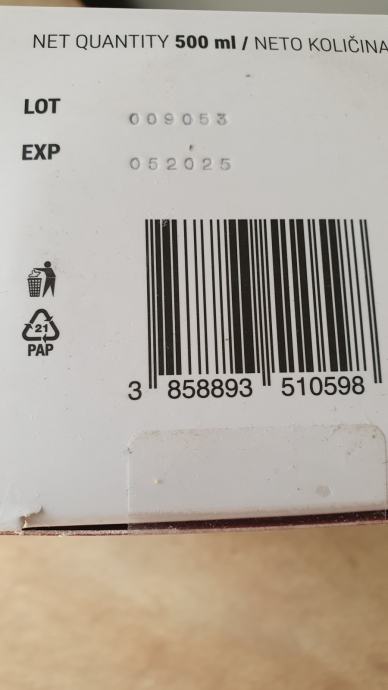 NET QUANTITY 500 ml / NETO KOLIČINA
LOT 009053
EXP 052025
21
PAP
3 858893 510598